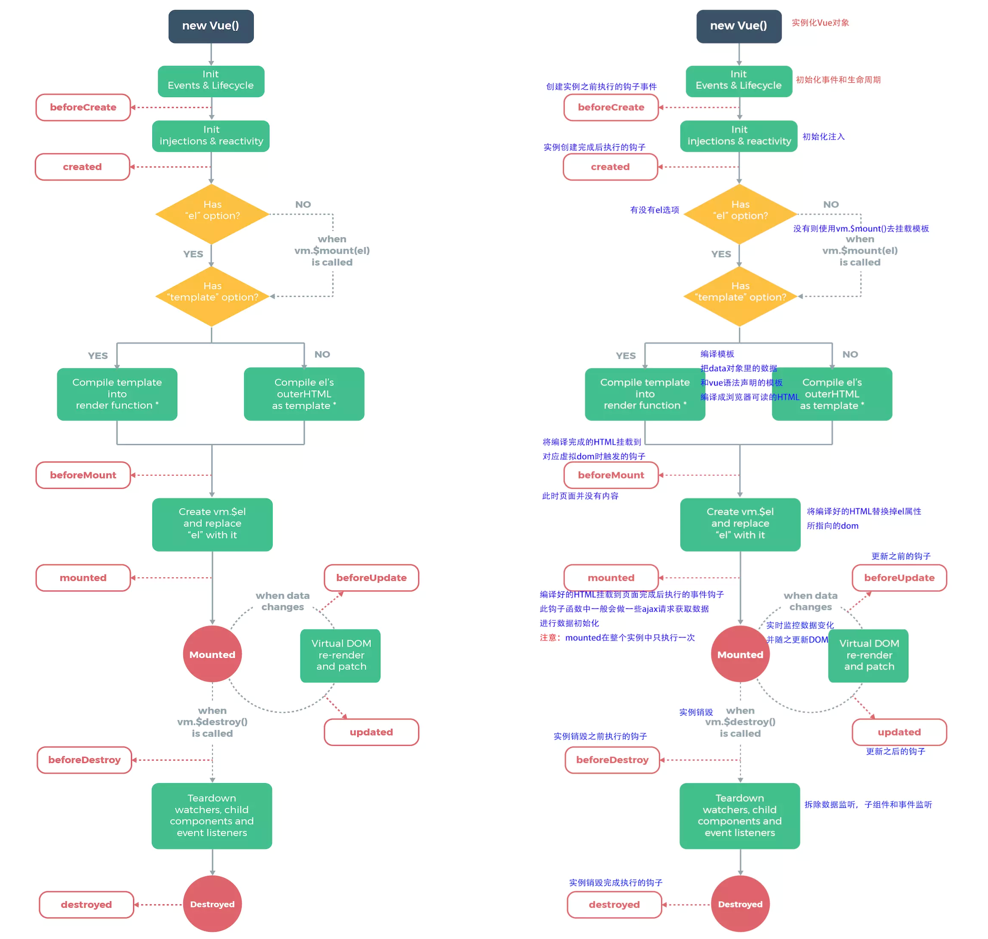 new Vue()
Init
Events & Lifecycle
beforeCreate
Init
injections & reactivity
created
Has
"el" option?
NO
when
vm.$mount(el)
is called
YES
Has
"template" option?
YES
NO
Compile template
into
render function *
Compile el's
outerHTML
as template *
beforeMount
Create vm.$el
and replace
"el" with it
mounted
beforeUpdate
when data
changes
Mounted
Virtual DOM
re-render
and patch
when
vm.$destroy()
is called
updated
beforeDestroy
Teardown
watchers, child
components and
event listeners
destroyed
Destroyed
new Vue()
实例化Vue对象
Init
Events & Lifecycle
初始化事件和生命周期
创建实例之前执行的钩子事件
beforeCreate
Init
injections & reactivity
初始化注入
实例创建完成后执行的钩子
created
有没有el选项
Has
"el" option?
NO
没有则使用vm.$mount()去挂载模板
when
vm.$mount(el)
is called
YES
Has
"template" option?
YES
NO
编译模板
把data对象里的数据
和vue语法声明的模板
编译成浏览器可读的HTML
Compile template
into
render function *
Compile el's
outerHTML
as template *
将编译完成的HTML挂载到
对应虚拟dom时触发的钩子
beforeMount
此时页面并没有内容
Create vm.$el
and replace
"el" with it
将编译好的HTML替换掉el属性
所指向的dom
mounted
编译好的HTML挂载到页面完成后执行的事件钩子
此钩子函数中一般会做一些ajax请求获取数据
进行数据初始化
注意：mounted在整个实例中只执行一次
更新之前的钩子
beforeUpdate
when data
changes
实时监控数据变化
并随之更新DOM
Mounted
Virtual DOM
re-render
and patch
实例销毁
when
vm.$destroy()
is called
updated
更新之后的钩子
实例销毁之前执行的钩子
beforeDestroy
Teardown
watchers, child
components and
event listeners
拆除数据监听，子组件和事件监听
实例销毁完成执行的钩子
destroyed
Destroyed